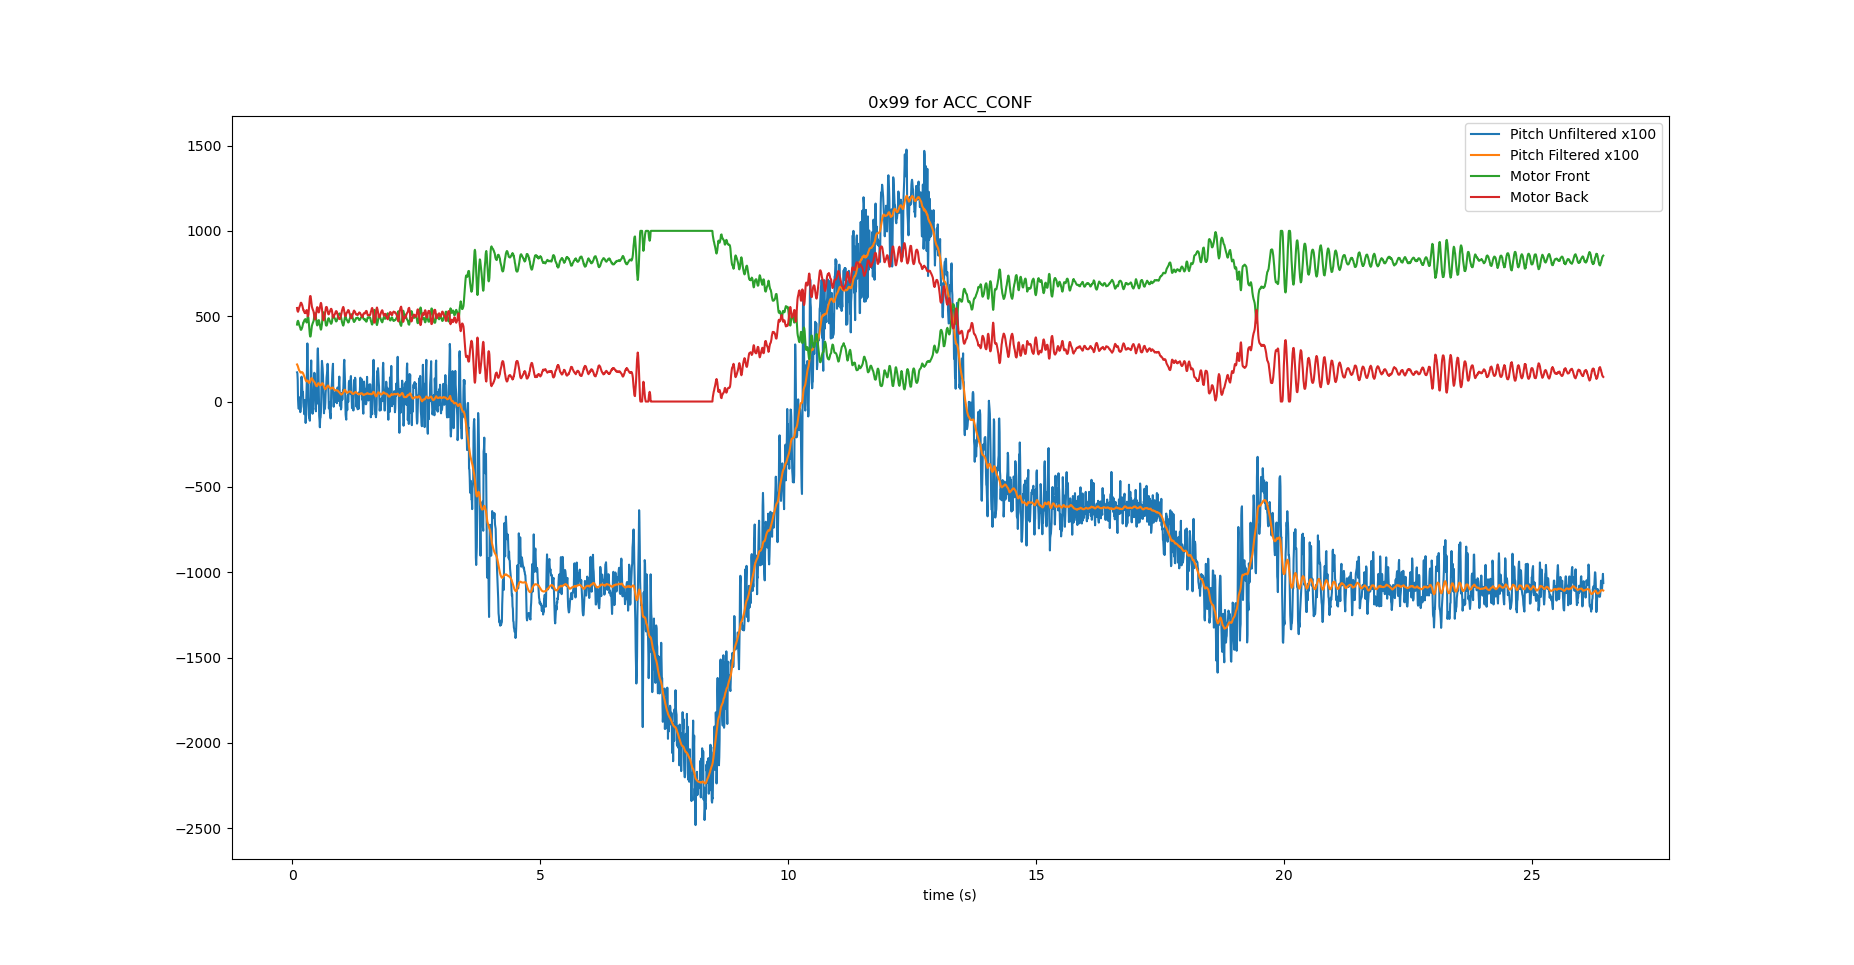 0x99 for ACC_CONF
Pitch Unfiltered x100
Pitch Filtered x100
Motor Front
Motor Back
1500
1000
500
0
−500
−1000
−1500
−2000
−2500
0
5
10
15
20
25
time (s)